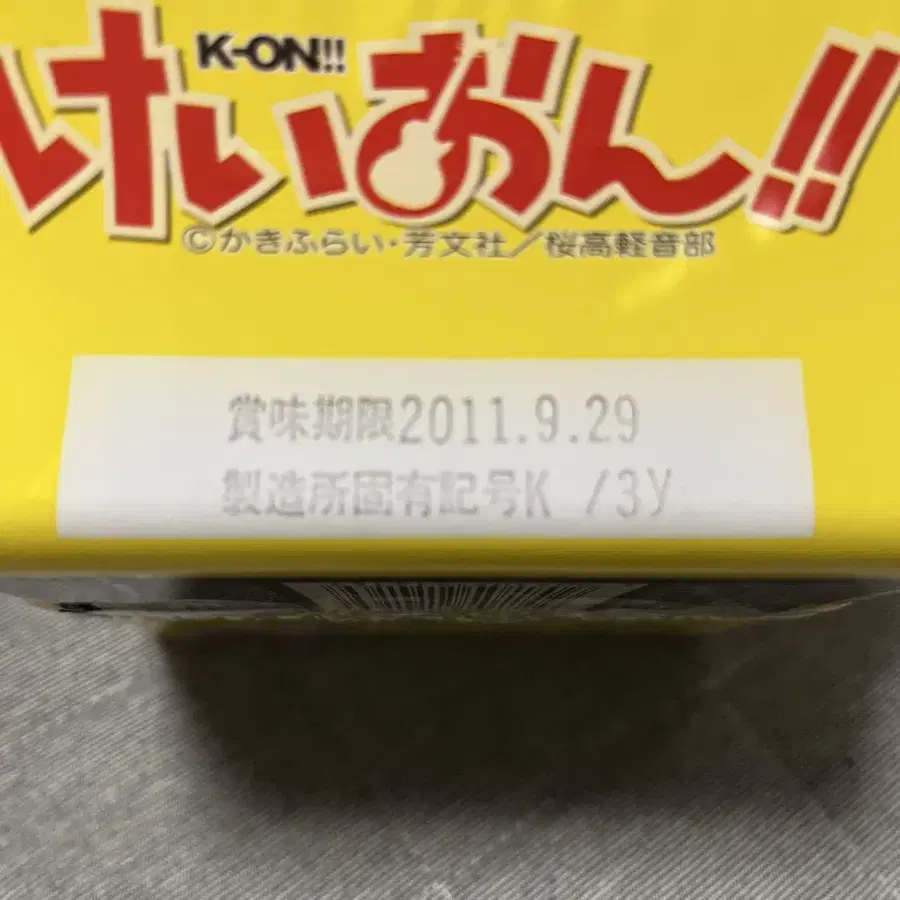 K-ON!!
けいおん!!
©かきふらい・芳文社／桜高軽音部
賞味期限2011.9.29
製造所固有記号K /3Y